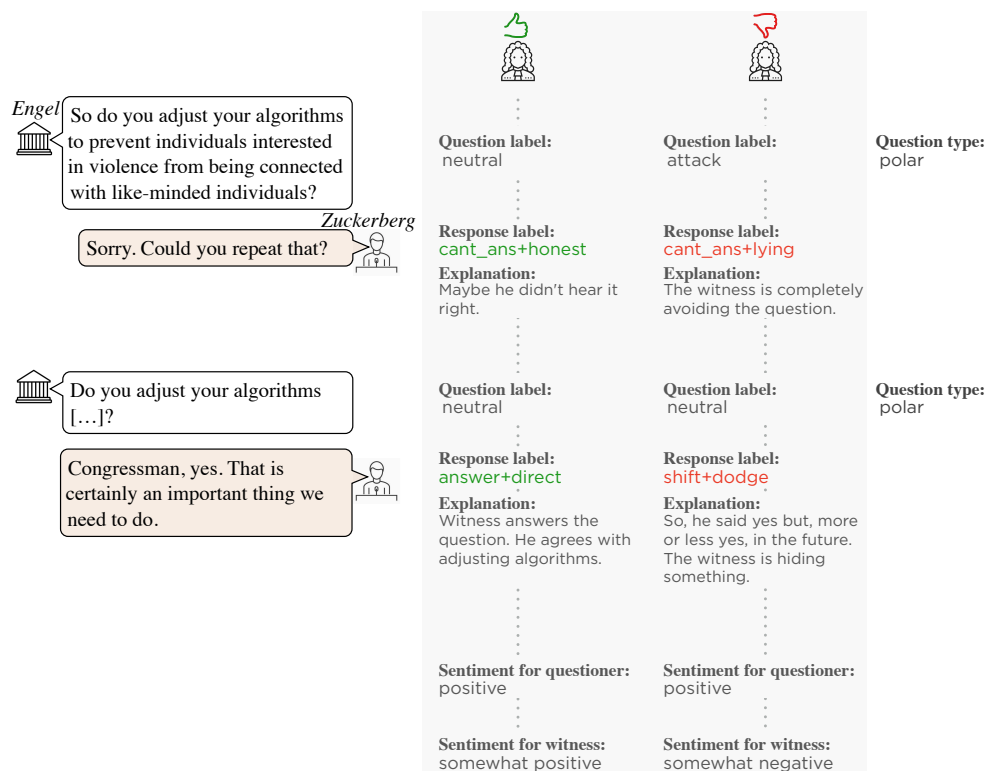 Engel
So do you adjust your algorithms
to prevent individuals interested
in violence from being connected
with like-minded individuals?
Question label:
neutral
Question label:
attack
Question type:
polar
Zuckerberg
Sorry. Could you repeat that?
Response label:
cant_ans+honest
Explanation:
Maybe he didn't hear it
right.
Response label:
cant_ans+lying
Explanation:
The witness is completely
avoiding the question.
Do you adjust your algorithms
[...]?
Question label:
neutral
Question label:
neutral
Question type:
polar
Congressman, yes. That is
certainly an important thing we
need to do.
Response label:
answer+direct
Explanation:
Witness answers the
question. He agrees with
adjusting algorithms.
Response label:
shift+dodge
Explanation:
So, he said yes but, more
or less yes, in the future.
The witness is hiding
something.
Sentiment for questioner:
positive
Sentiment for questioner:
positive
Sentiment for witness:
somewhat positive
Sentiment for witness:
somewhat negative